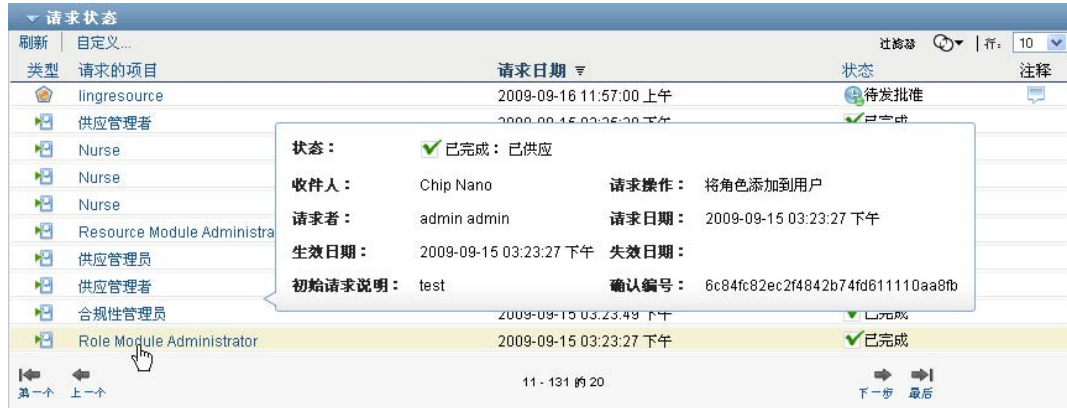 请求状态
刷新 自定义... 过滤器 行: 10
类型 请求的项目 请求日期 状态 注释
lingresource 2009-09-16 11:57:00 上午 待发批准
供应管理者
Nurse
Nurse
Nurse
Resource Module Administra
供应管理员
供应管理者
合规性管理员 2009-09-15 03:23:49 下午 已完成
Role Module Administrator 2009-09-15 03:23:27 下午 已完成
状态: 已完成: 已供应
收件人: Chip Nano 请求操作: 将角色添加到用户
请求者: admin admin 请求日期: 2009-09-15 03:23:27 下午
生效日期: 2009-09-15 03:23:27 下午 失效日期:
初始请求说明: test 确认编号: 6c84fc82ec2f4842b74fd611110aa8fb
第一个 上一个 11 - 131 的 20 下一步 最后